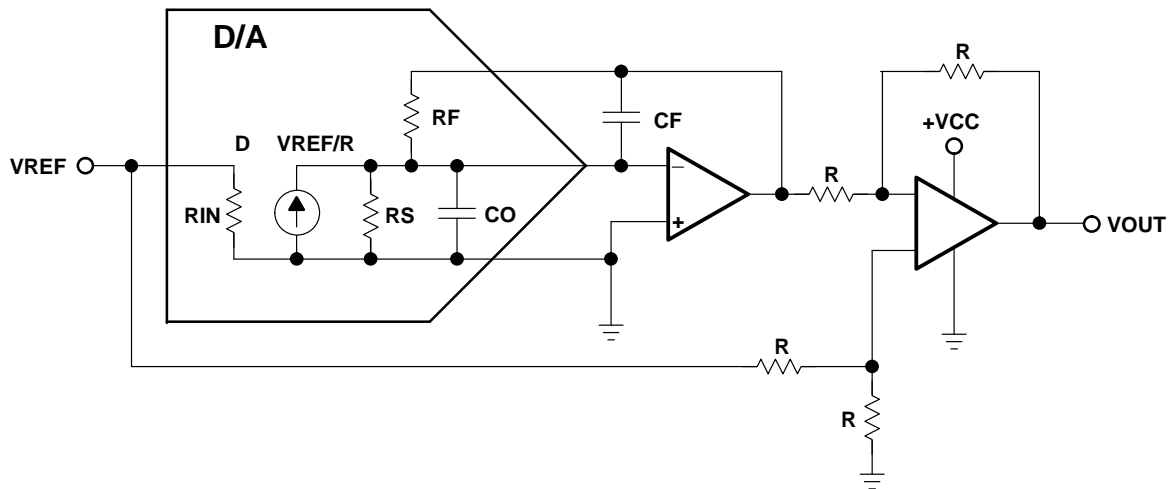 D/A
R
RF
CF
+VCC
D
VREF/R
VREF
R
–
RIN
RS
CO
+
VOUT
R
R